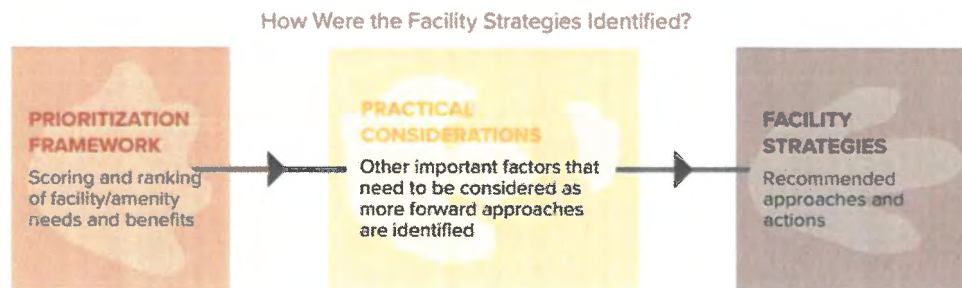 How Were the Facility Strategies Identified?
PRIORITIZATION
FRAMEWORK
Scoring and ranking
of facility/amenity
needs and benefits
PRACTICAL
CONSIDERATIONS
Other important factors that
need to be considered as
more forward approaches
are identified
FACILITY
STRATEGIES
Recommended
approaches and
actions